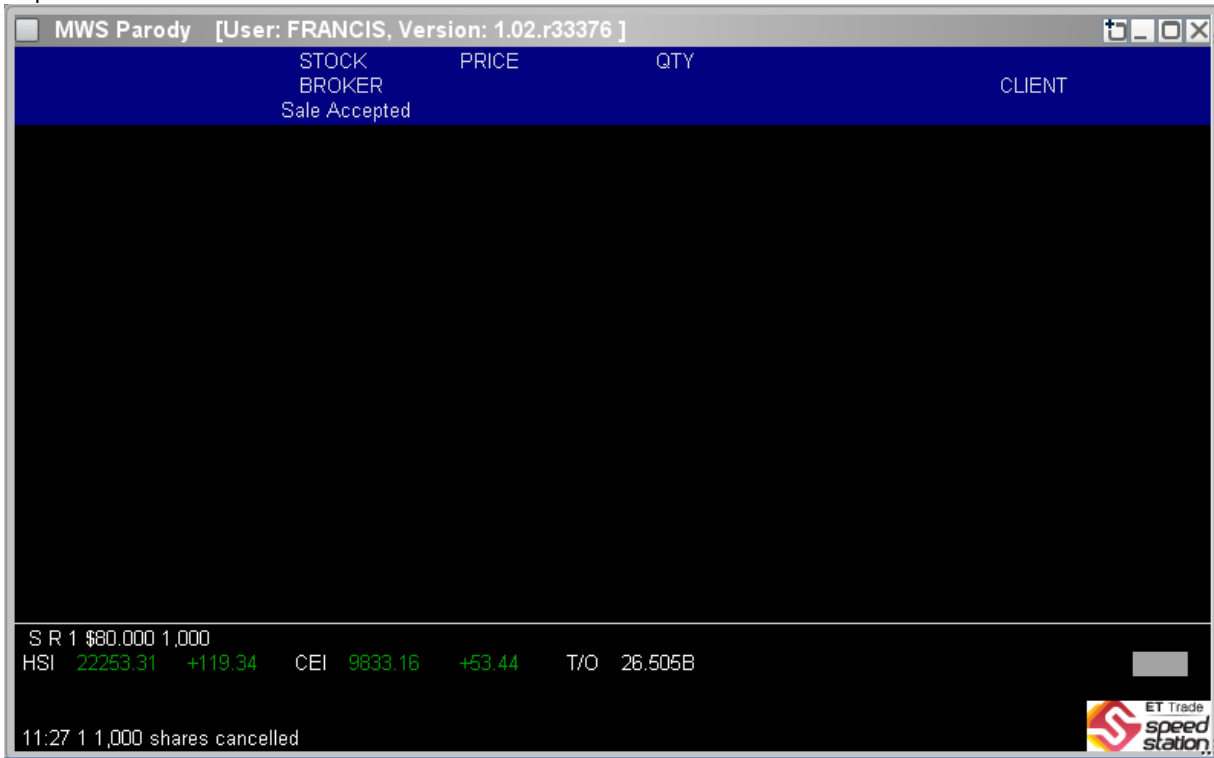 MWS Parody [User: FRANCIS, Version: 1.02.r33376 ]
STOCK PRICE QTY
BROKER CLIENT
Sale Accepted
S R 1 $80.000 1,000
HSI 22253.31 +119.34 CEI 9833.16 +53.44 T/O 26.505B
ET Trade
speed
station
11:27 1 1,000 shares cancelled